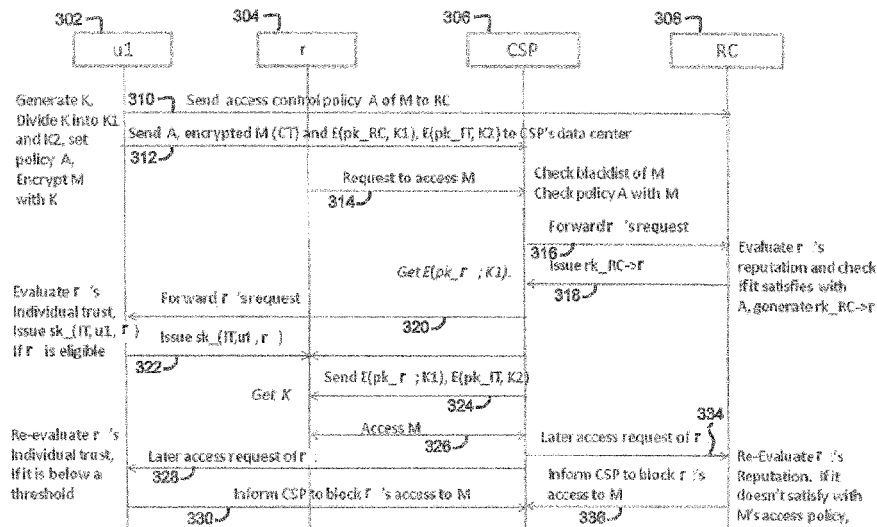 302 304 306 308
u1 r CSP RC
Generate K,
Divide K into K1
and K2, set
policy A,
Encrypt M
with K
310 Send access control policy A of M to RC
Send A, encrypted M (CT) and E(pk_RC, K1), E(pk_IT, K2) to CSP's data center
312
Request to access M
314
Check blacklist of M
Check policy A with M
Forward r 's request
316
Evaluate r 's
reputation and check
if it satisfies with
A, generate rk_RC->r
Issue rk_RC->r
318
Get E(pk_r ; K1).
Evaluate r 's
Individual trust,
Issue sk_(IT, u1, r )
If r is eligible
Forward r 's request
320
Issue sk_(IT,u1, r )
322
Send E(pk_r ; K1), E(pk_IT, K2)
324
Get K
Access M
326
334
Later access request of r
Re-evaluate r 's
Individual trust,
if it is below a
threshold
Later access request of r
328
Re-Evaluate r 's
Reputation. if it
doesn't satisfy with
M's access policy,
Inform CSP to block r 's access to M
330
Inform CSP to block r 's
access to M
336